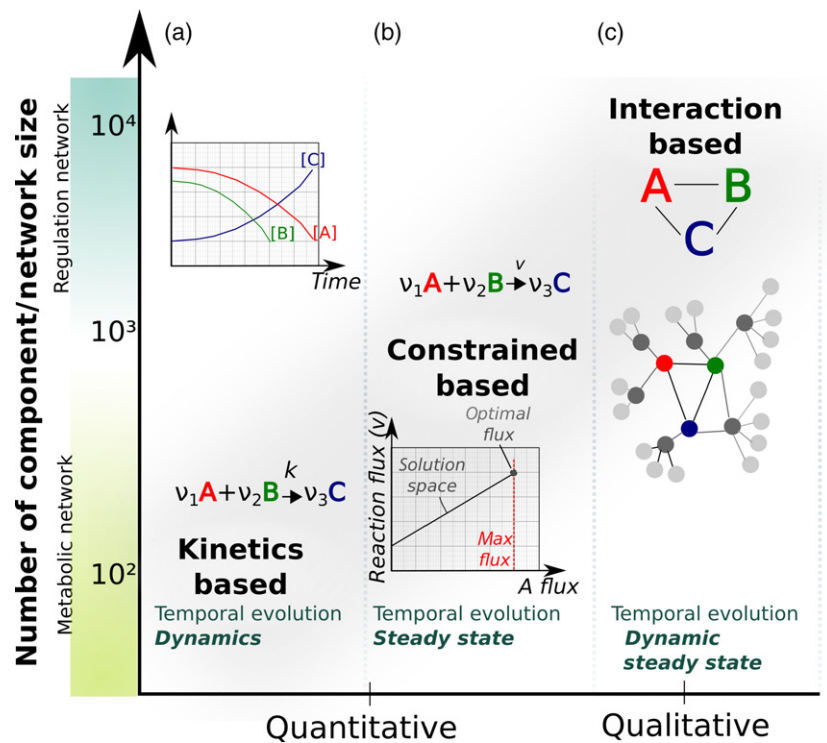 (a)
(b)
(c)
Number of component/network size
Regulation network
Metabolic network
10⁴
10³
10²
[C]
[B]
[A]
Time
ν₁A+ν₂B k→ ν₃C
Kinetics
based
Temporal evolution
Dynamics
ν₁A+ν₂B v→ ν₃C
Constrained
based
Reaction flux (v)
Optimal
flux
Solution
space
Max
flux
A flux
Temporal evolution
Steady state
Interaction
based
A
B
C
Temporal evolution
Dynamic
steady state
Quantitative
Qualitative